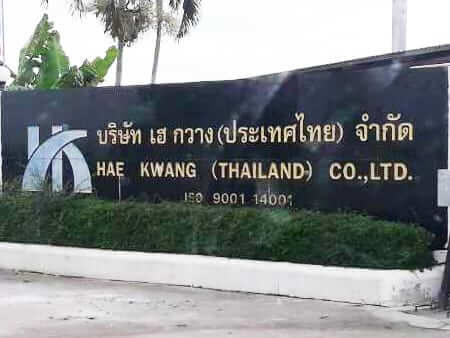 บริษัท เฮ กวาง (ประเทศไทย) จำกัด
HAE KWANG (THAILAND) CO.,LTD.
ISO 9001 14001